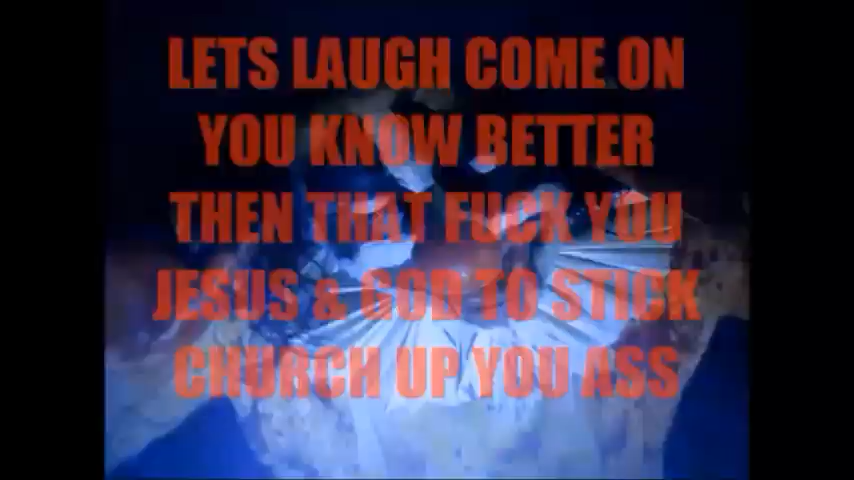 LETS LAUGH COME ON
YOU KNOW BETTER
THEN THAT FUCK YOU
JESUS & GOD TO STICK
CHURCH UP YOU ASS